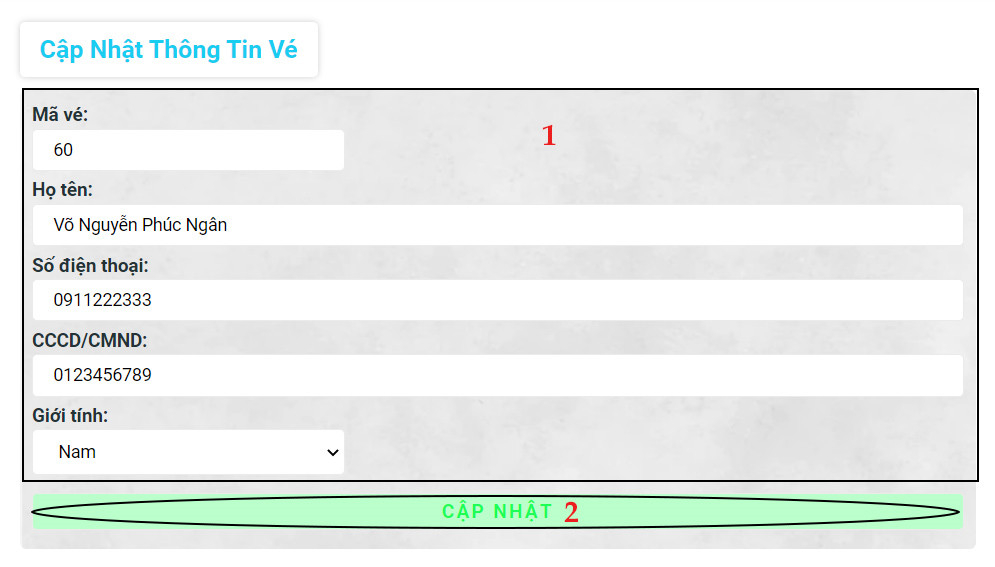 Cập Nhật Thông Tin Vé
Mã vé:
1
60
Họ tên:
Võ Nguyễn Phúc Ngân
Số điện thoại:
0911222333
CCCD/CMND:
0123456789
Giới tính:
Nam
CẬP NHẬT 2